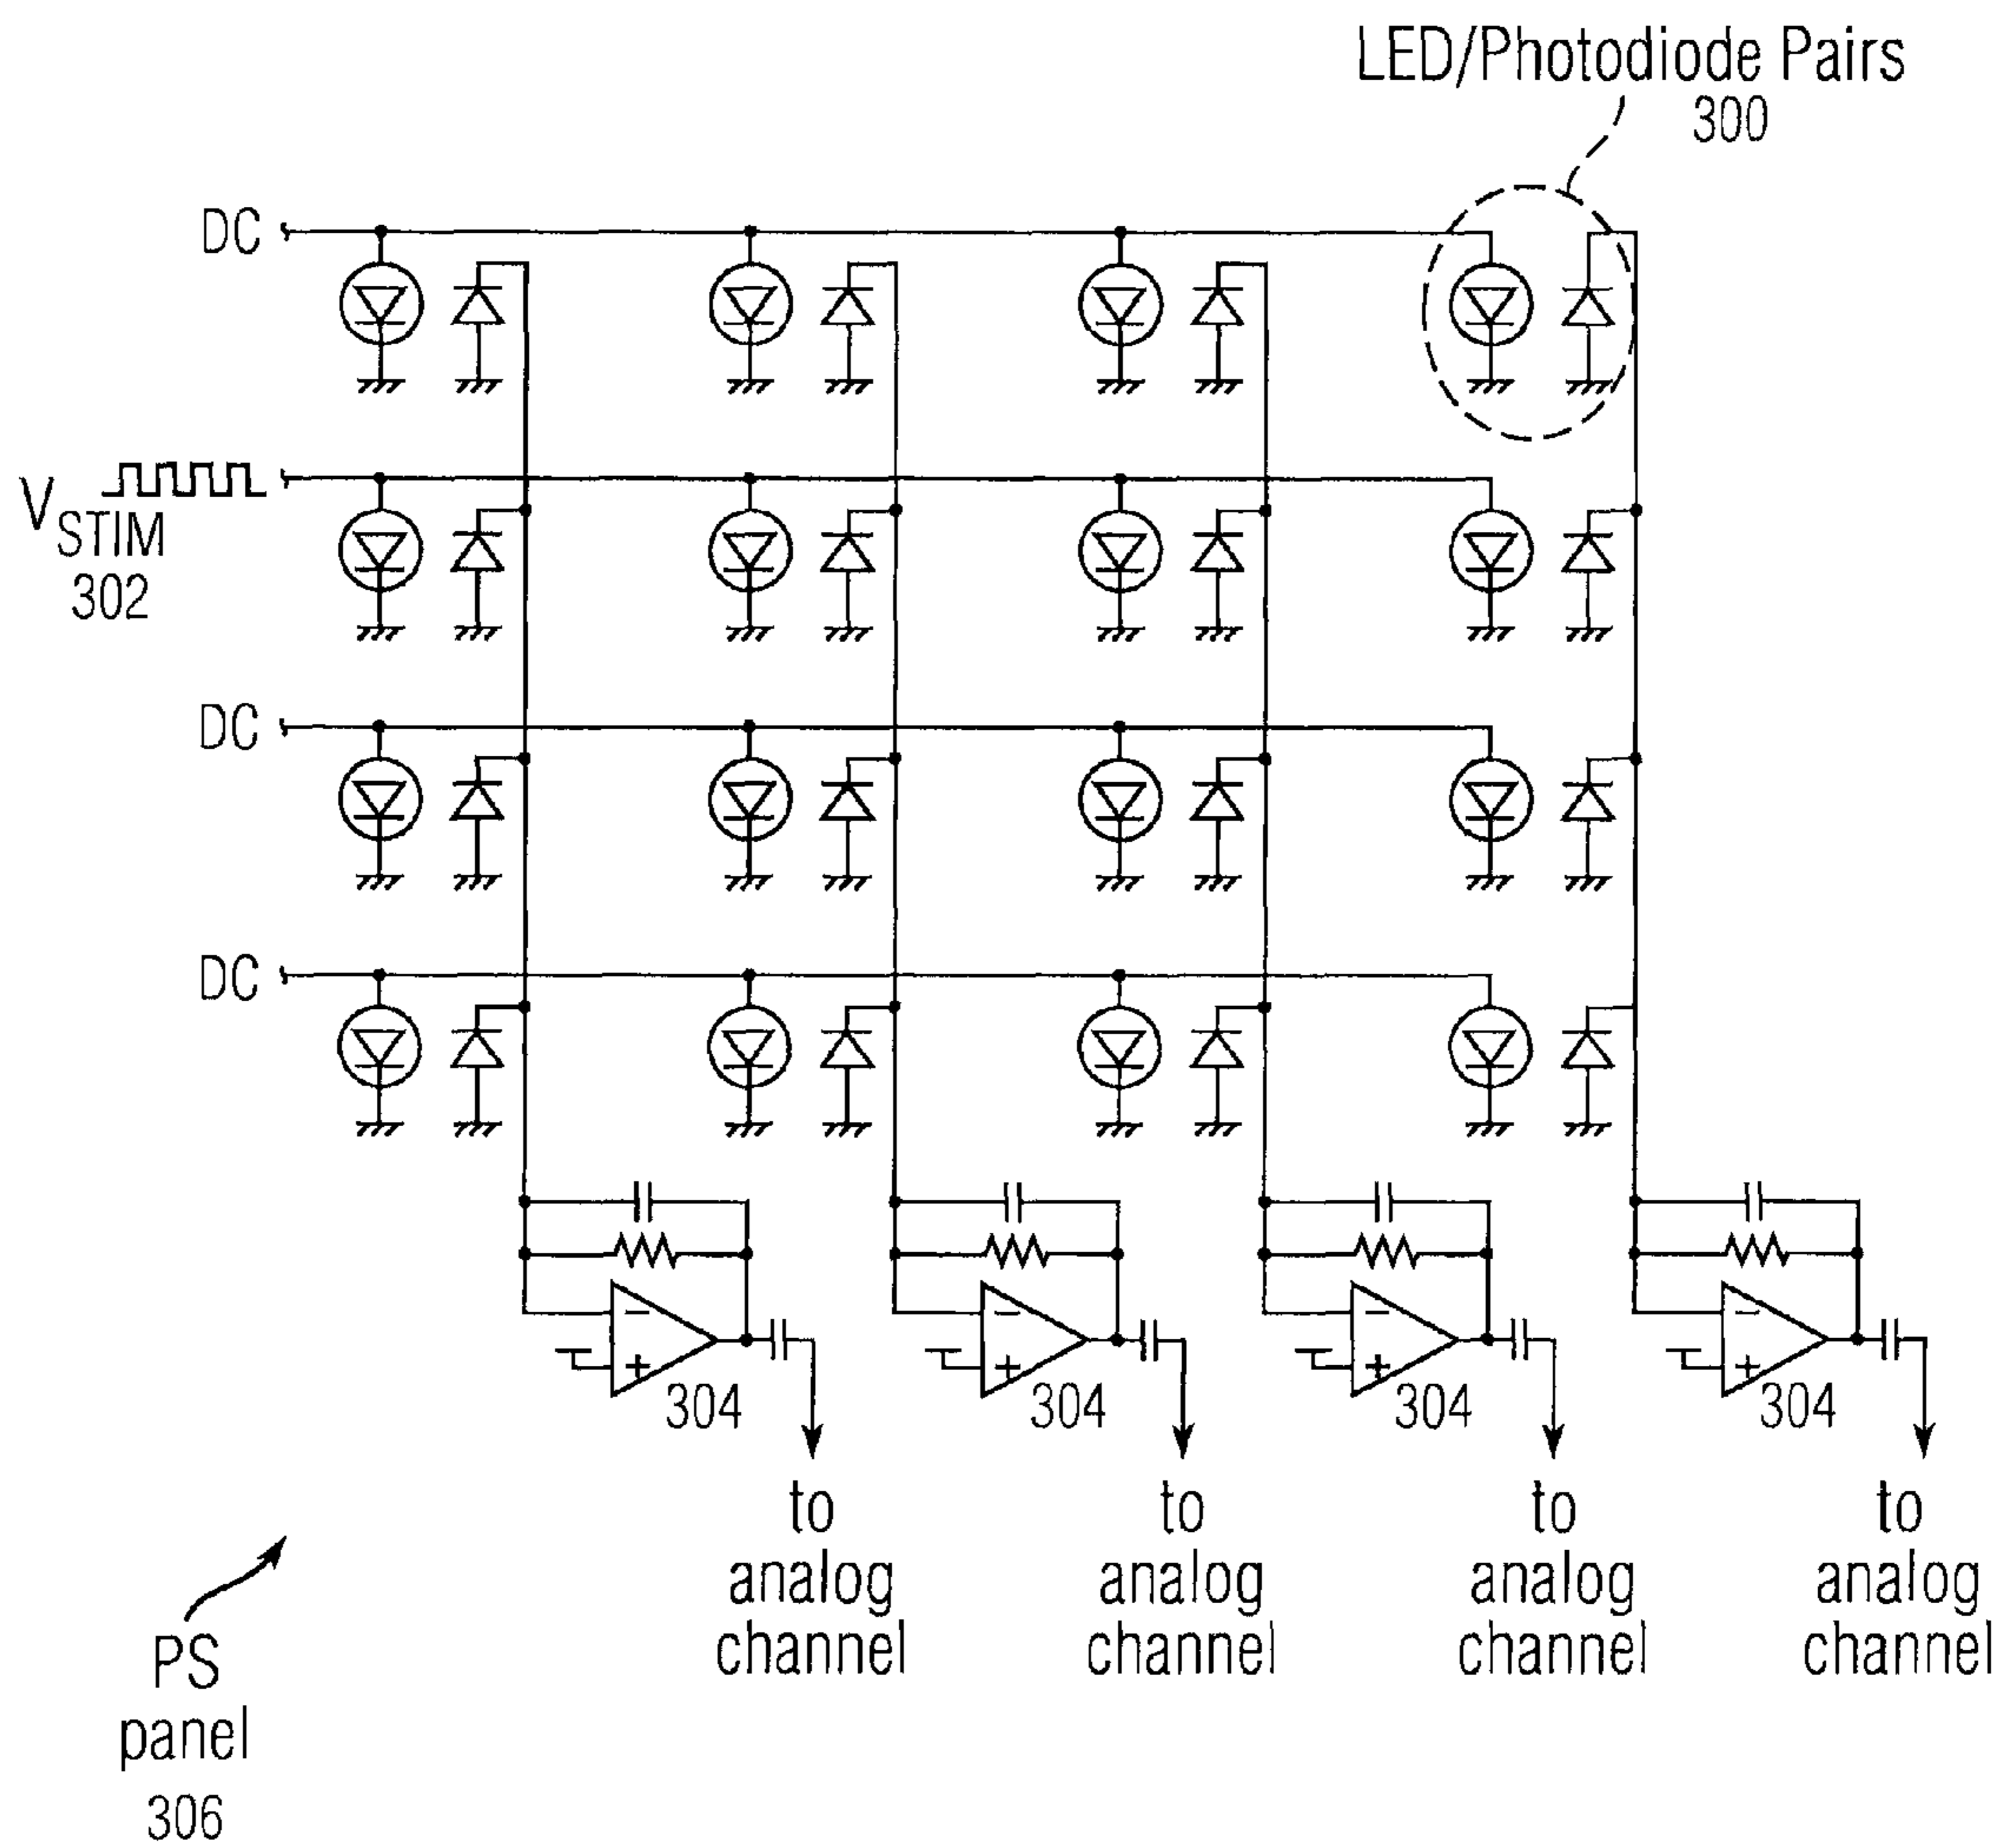 LED/Photodiode Pairs
300
DC
V STIM
302
DC
DC
− − − −
+ + + +
304 304 304 304
to to to to
analog analog analog analog
channel channel channel channel
PS
panel
306